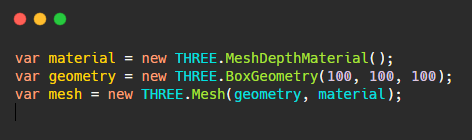 var material = new THREE.MeshDepthMaterial();
var geometry = new THREE.BoxGeometry(100, 100, 100);
var mesh = new THREE.Mesh(geometry, material);